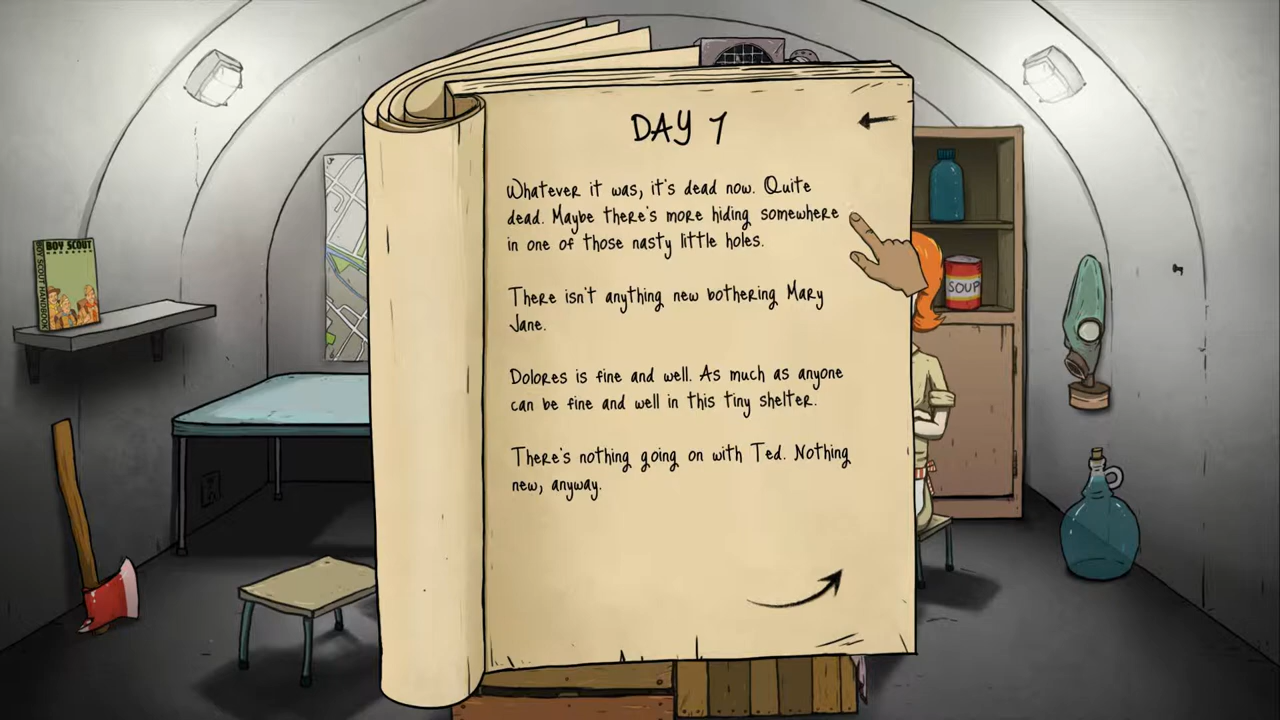 DAY 7
Whatever it was, it's dead now. Quite
dead. Maybe there's more hiding somewhere
in one of those nasty little holes.
There isn't anything new bothering Mary
Jane.
Dolores is fine and well. As much as anyone
can be fine and well in this tiny shelter.
There's nothing going on with Ted. Nothing
new, anyway.
BOY SCOUT
BOY SCOUT HANDBOOK
SOUP